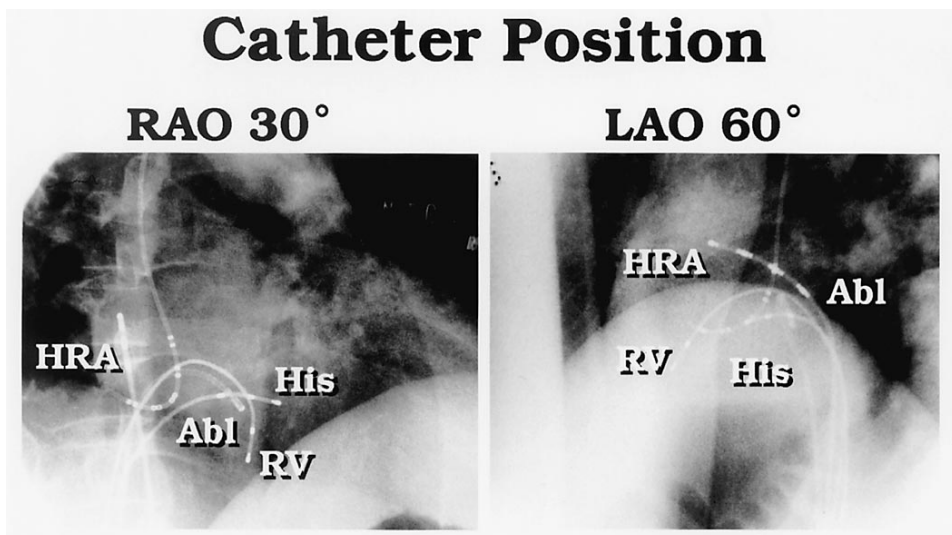 Catheter Position
RAO 30°
LAO 60°
HRA
His
Abl
RV
HRA
Abl
RV
His